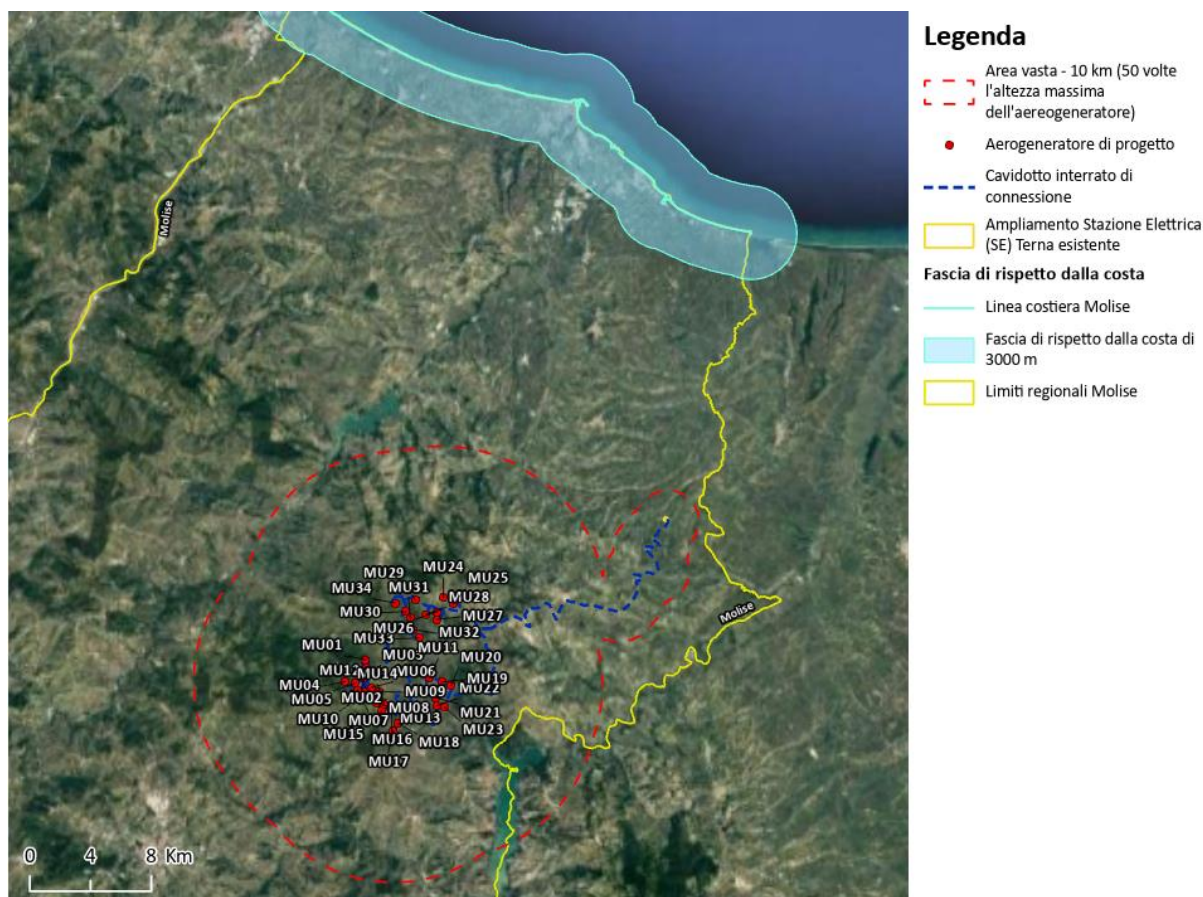 Legenda
Area vasta - 10 km (50 volte
l'altezza massima
dell'aereogeneratore)
Aerogeneratore di progetto
Cavidotto interrato di
connessione
Ampliamento Stazione Elettrica
(SE) Terna esistente
Fascia di rispetto dalla costa
Linea costiera Molise
Fascia di rispetto dalla costa di
3000 m
Limiti regionali Molise
Molise
Molise
MU24
MU29
MU25
MU34
MU31
MU28
MU30
MU27
MU26
MU32
MU33
MU11
MU01
MU03
MU20
MU12
MU14
MU06
MU19
MU04
MU09
MU22
MU05
MU02
MU08
MU21
MU10
MU07
MU13
MU23
MU15
MU16
MU18
MU17
0 4 8 Km